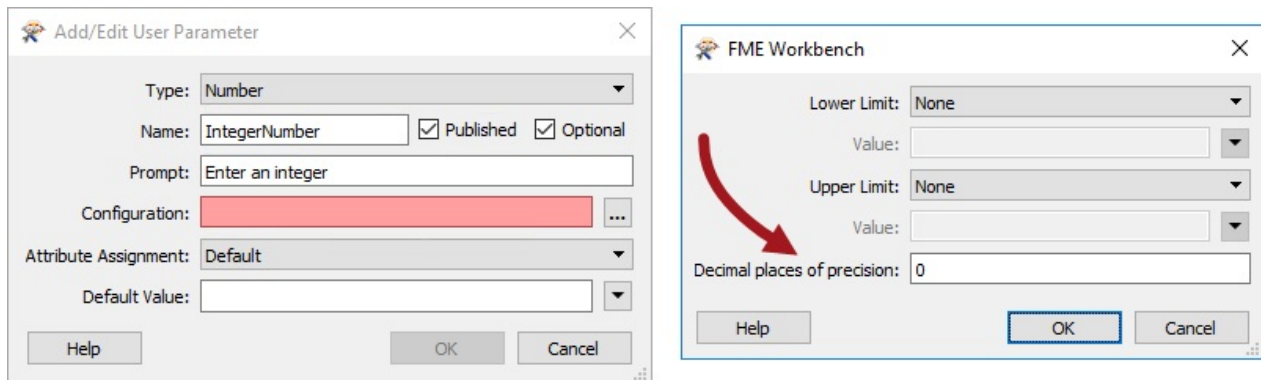 Add/Edit User Parameter
Type: Number
Name: IntegerNumber Published Optional
Prompt: Enter an integer
Configuration: ...
Attribute Assignment: Default
Default Value:
Help OK Cancel
FME Workbench
Lower Limit: None
Value:
Upper Limit: None
Value:
Decimal places of precision: 0
Help OK Cancel